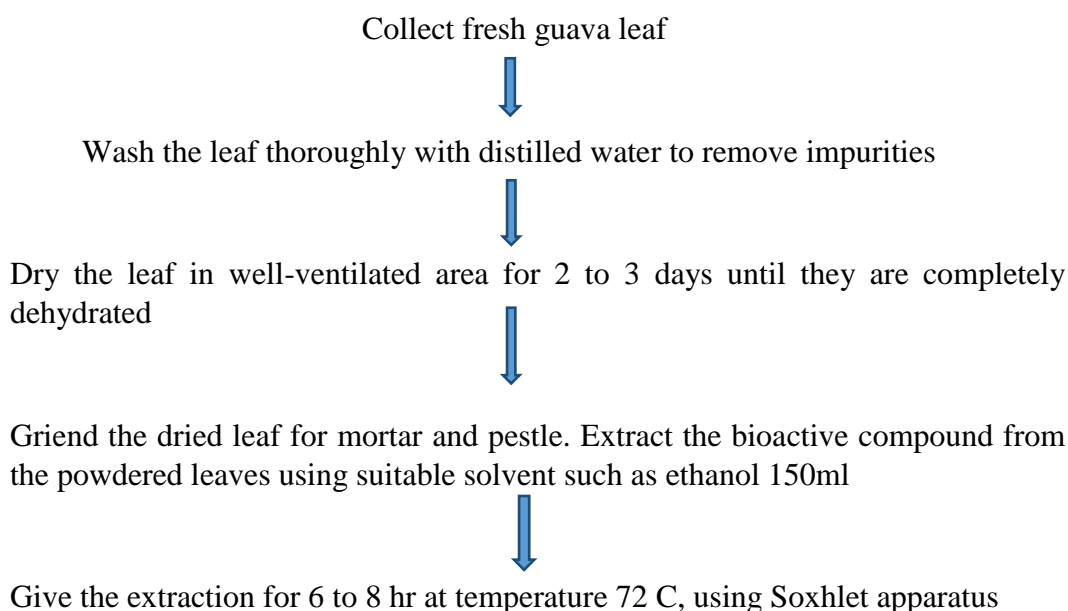 Collect fresh guava leaf
Wash the leaf thoroughly with distilled water to remove impurities
Dry the leaf in well-ventilated area for 2 to 3 days until they are completely
dehydrated
Griend the dried leaf for mortar and pestle. Extract the bioactive compound from
the powdered leaves using suitable solvent such as ethanol 150ml
Give the extraction for 6 to 8 hr at temperature 72 C, using Soxhlet apparatus